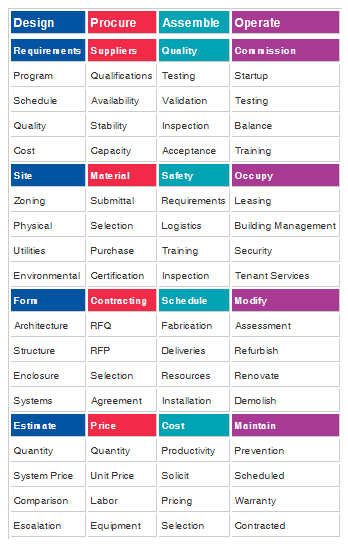 Design Procure Assemble Operate
Requirements Suppliers Quality Commission
Program Qualifications Testing Startup
Schedule Availability Validation Testing
Quality Stability Inspection Balance
Cost Capacity Acceptance Training
Site Material Safety Occupy
Zoning Submittal Requirements Leasing
Physical Selection Logistics Building Management
Utilities Purchase Training Security
Environmental Certification Inspection Tenant Services
Form Contracting Schedule Modify
Architecture RFQ Fabrication Assessment
Structure RFP Deliveries Refurbish
Enclosure Selection Resources Renovate
Systems Agreement Installation Demolish
Estimate Price Cost Maintain
Quantity Quantity Productivity Prevention
System Price Unit Price Solicit Scheduled
Comparison Labor Pricing Warranty
Escalation Equipment Selection Contracted